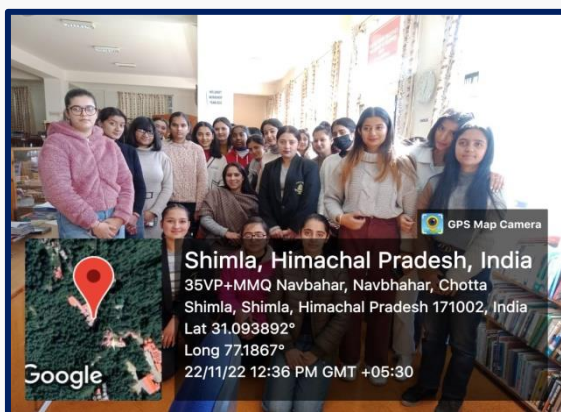 GPS Map Camera
Shimla, Himachal Pradesh, India
35VP+MMQ Navbahar, Navbhahar, Chotta
Shimla, Shimla, Himachal Pradesh 171002, India
Lat 31.093892°
Long 77.1867°
22/11/22 12:36 PM GMT +05:30
Google